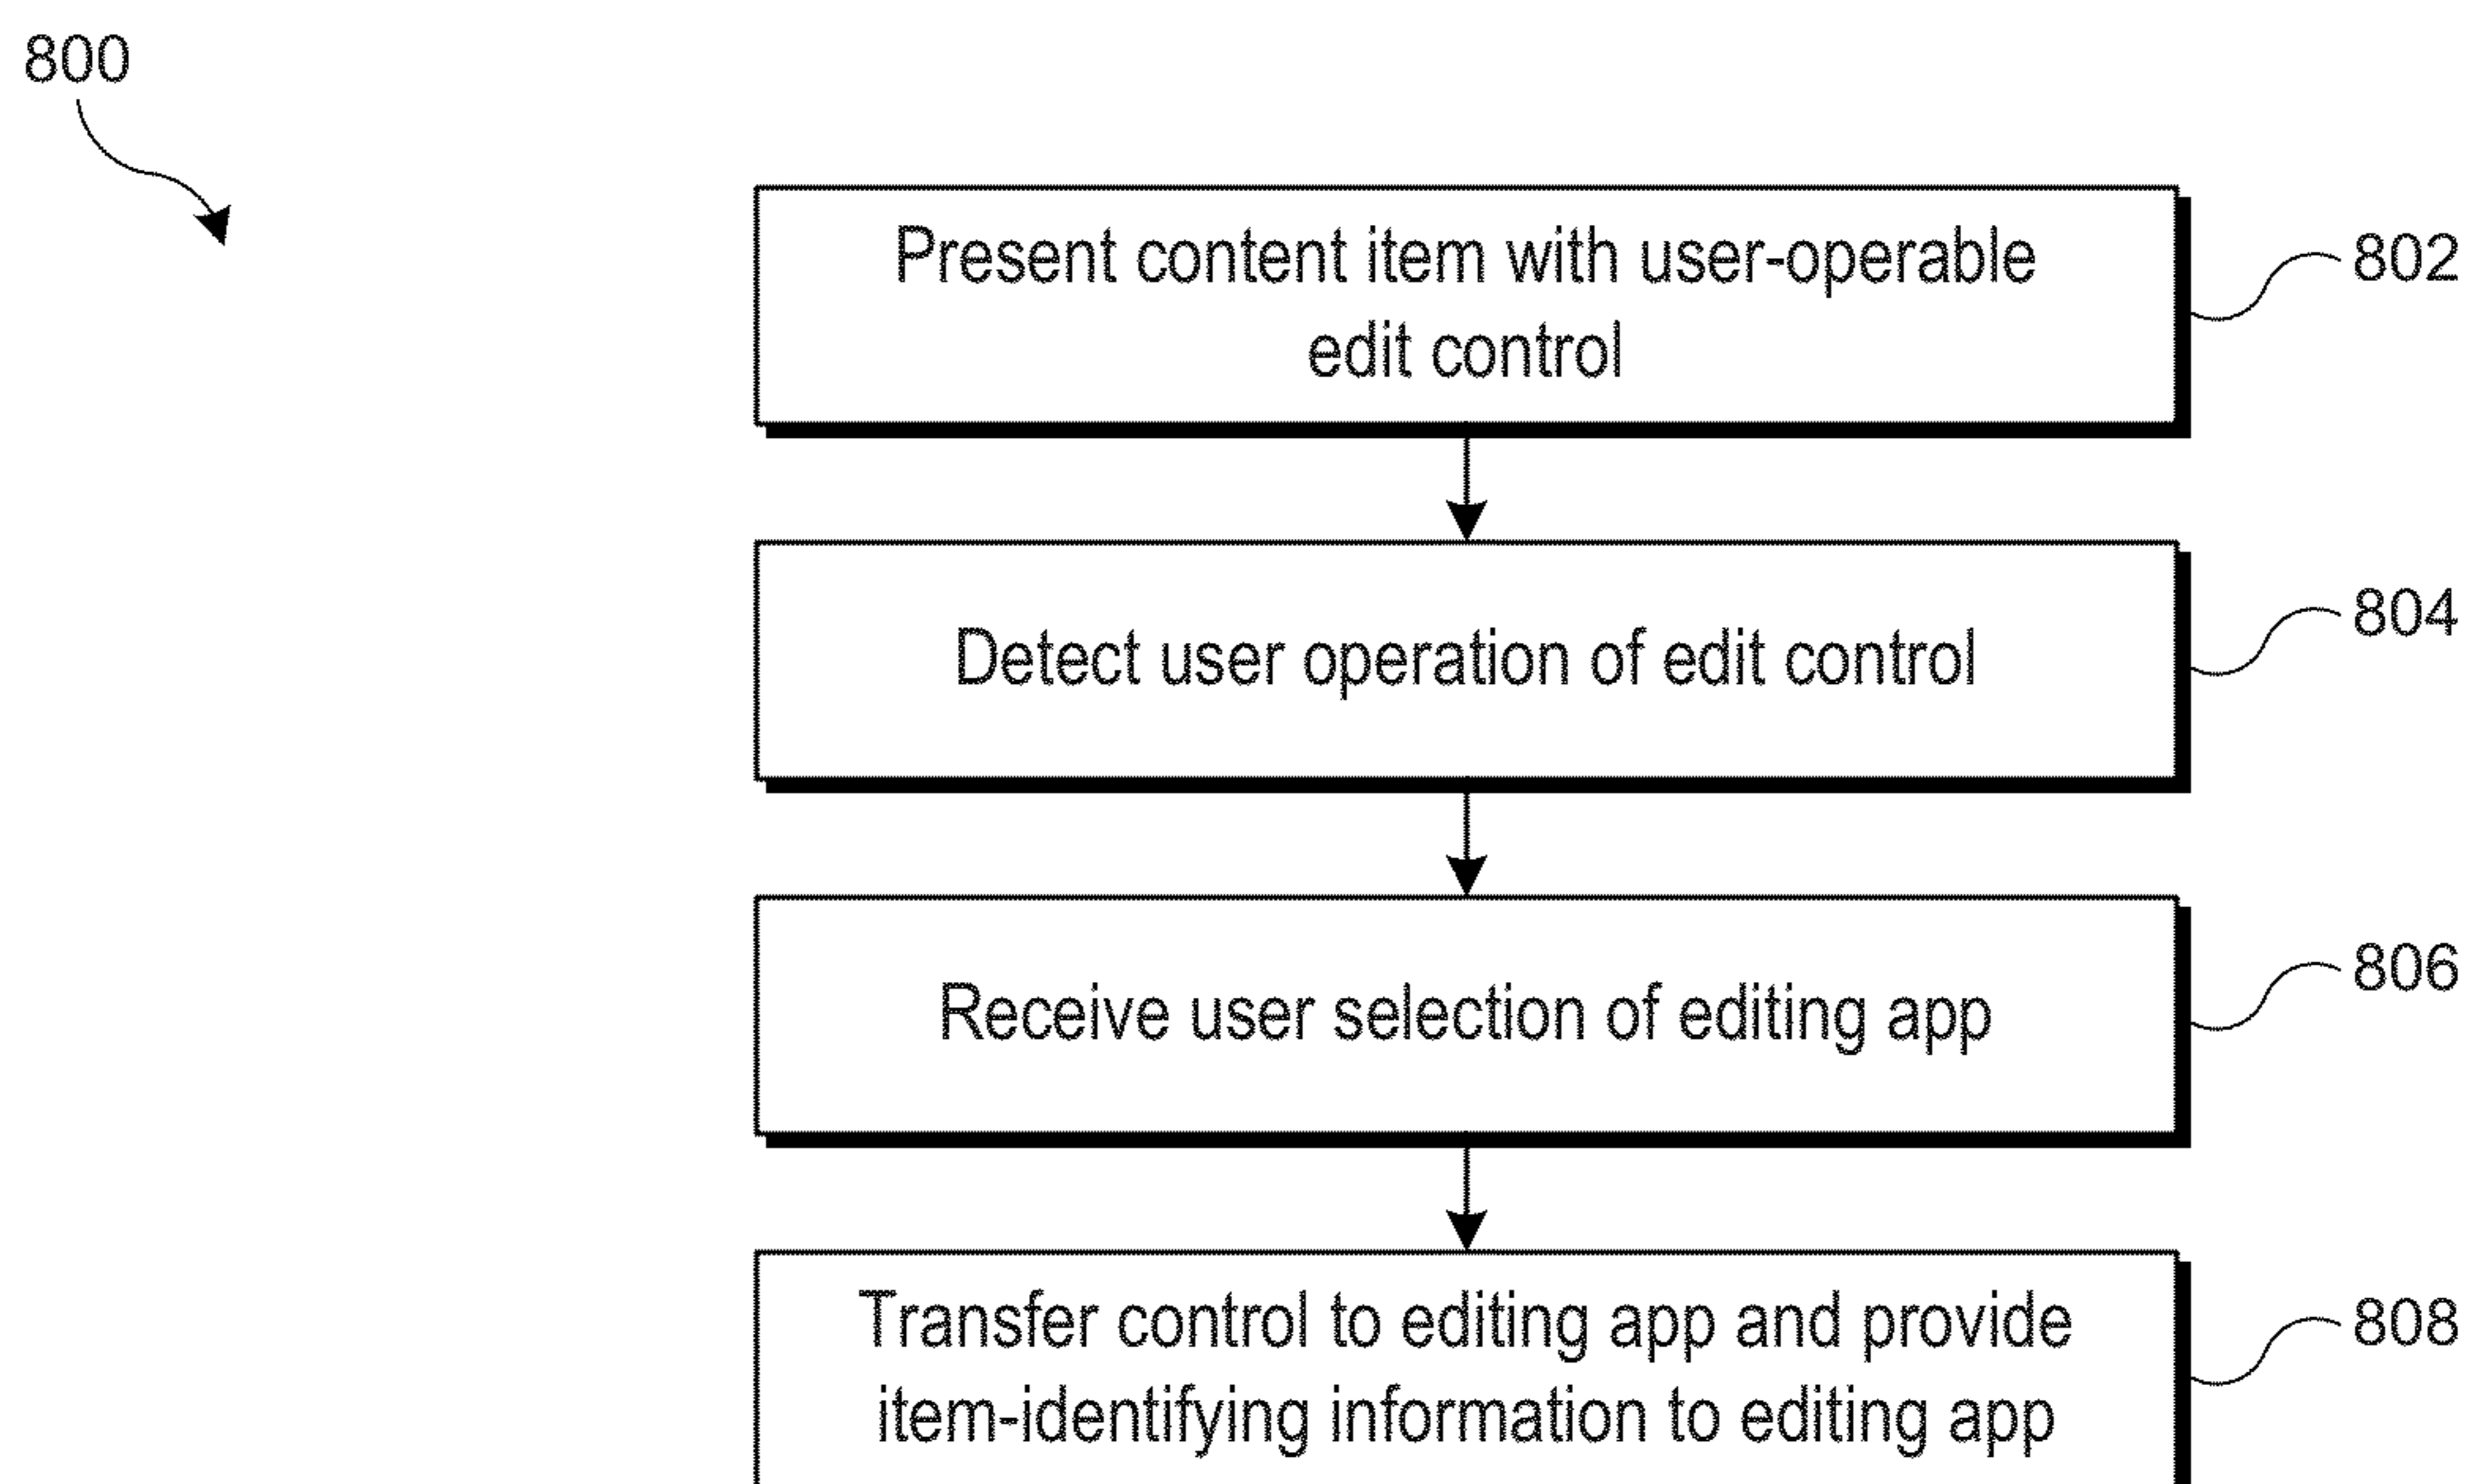 800
Present content item with user-operable
edit control
802
Detect user operation of edit control
804
Receive user selection of editing app
806
Transfer control to editing app and provide
item-identifying information to editing app
808